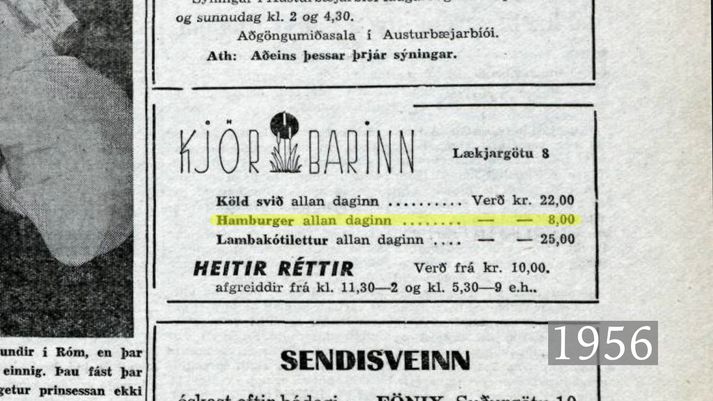 og sunnudag kl. 2 og 4,30.
Aðgöngumiðasala í Austurbæjarbíói.
Ath: Aðeins þessar þrjár sýningar.
KJÖRBARINN
Lækjargötu 8
Köld svið allan daginn .......... Verð kr. 22,00
Hamburger allan daginn ........ — — 8,00
Lambakótilettur allan daginn .... — — 25,00
HEITIR RÉTTIR Verð frá kr. 10,00.
afgreiddir frá kl. 11,30—2 og kl. 5,30—9 e.h..
1956
undir í Róm, en þar
einnig. Þau fást þar
getur prinsessan ekki
SENDISVEINN